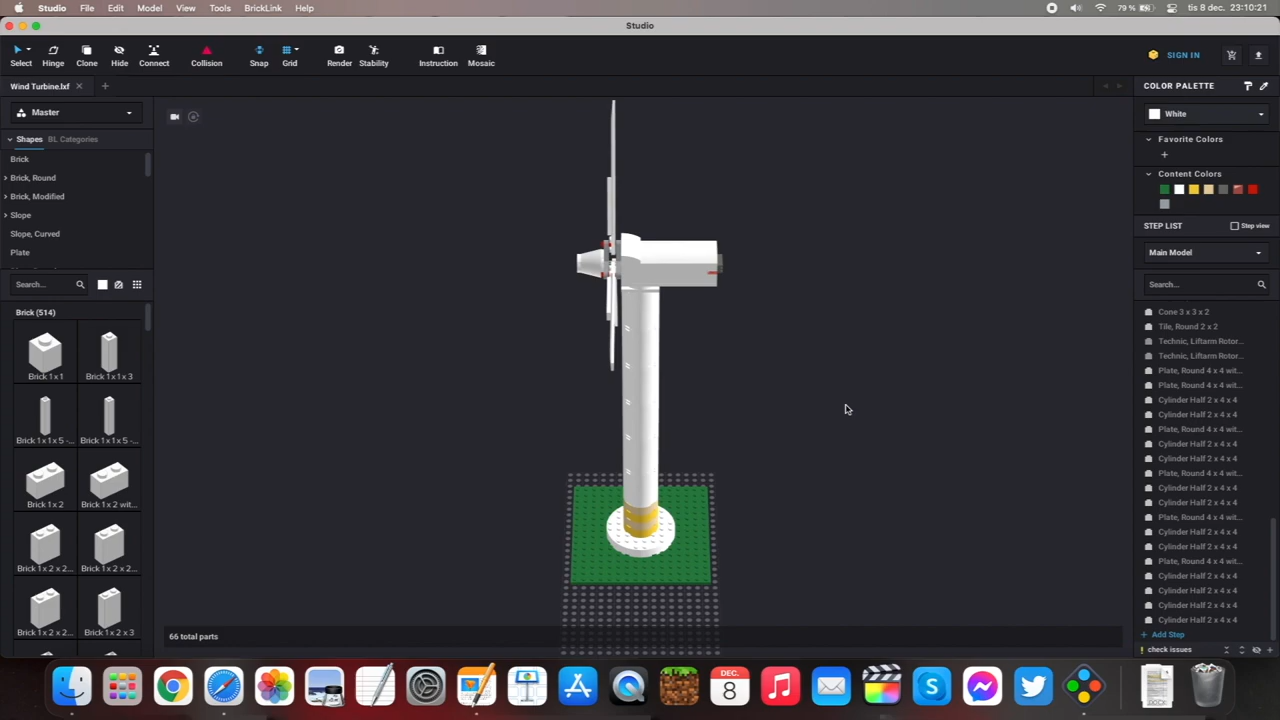 Studio File Edit Model View Tools BrickLink Help 79 % tis 8 dec. 23:10:21
Studio
Select Hinge Clone Hide Connect Collision Snap Grid Render Stability Instruction Mosaic SIGN IN
Wind Turbine.lxf
COLOR PALETTE
Master
White
Shapes BL Categories
Favorite Colors
Brick
Brick, Round
Content Colors
Brick, Modified
Slope
STEP LIST Step view
Slope, Curved
Plate
Main Model
Search...
Search...
Brick (514)
Cone 3 x 3 x 2
Tile, Round 2 x 2
Technic, Liftarm Rotor...
Technic, Liftarm Rotor...
Brick 1 x 1 Brick 1 x 1 x 3
Plate, Round 4 x 4 wit...
Plate, Round 4 x 4 wit...
Cylinder Half 2 x 4 x 4
Cylinder Half 2 x 4 x 4
Plate, Round 4 x 4 wit...
Brick 1 x 1 x 5 -... Brick 1 x 1 x 5 -...
Cylinder Half 2 x 4 x 4
Cylinder Half 2 x 4 x 4
Plate, Round 4 x 4 wit...
Cylinder Half 2 x 4 x 4
Brick 1 x 2 Brick 1 x 2 wit...
Cylinder Half 2 x 4 x 4
Plate, Round 4 x 4 wit...
Cylinder Half 2 x 4 x 4
Cylinder Half 2 x 4 x 4
Plate, Round 4 x 4 wit...
Brick 1 x 2 x 2... Brick 1 x 2 x 2...
Cylinder Half 2 x 4 x 4
Cylinder Half 2 x 4 x 4
Cylinder Half 2 x 4 x 4
Cylinder Half 2 x 4 x 4
Brick 1 x 2 x 2... Brick 1 x 2 x 3
66 total parts
Add Step
check issues
DEC.
8
DOCX